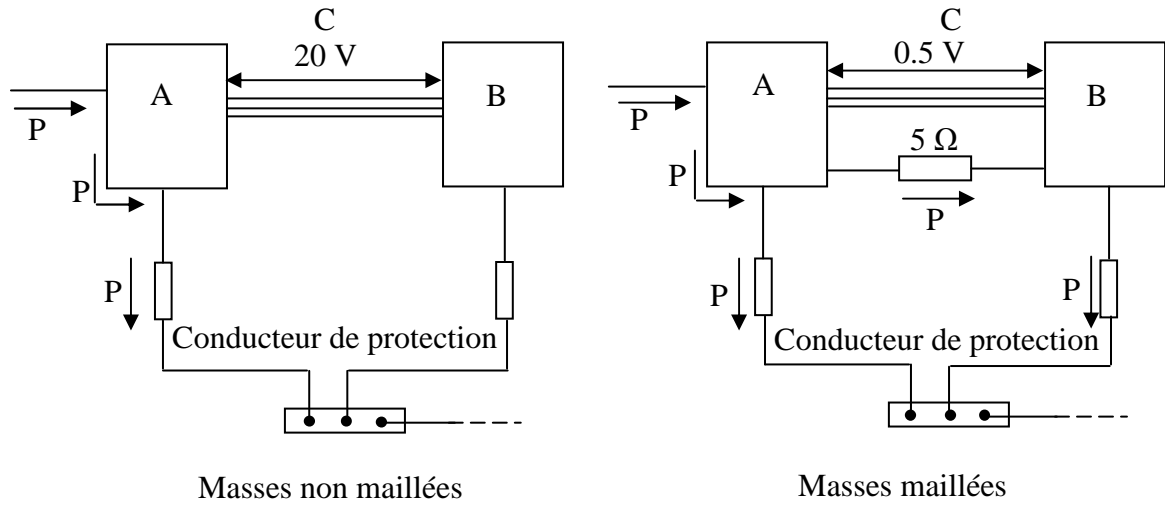 C
20 V
A
B
P
P
P
Conducteur de protection
Masses non maillées
C
0.5 V
A
B
P
5 Ω
P
P
P
P
Conducteur de protection
Masses maillées